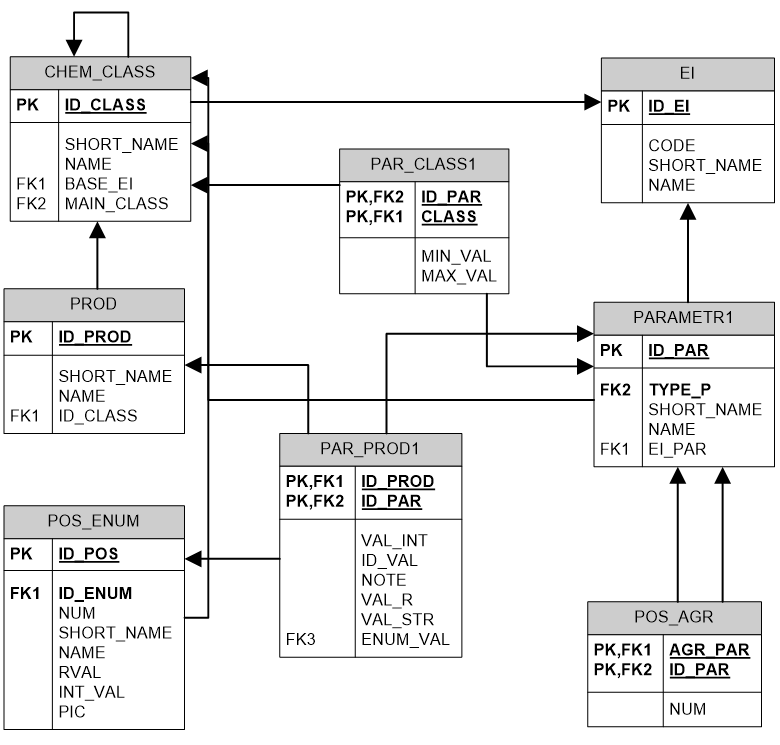 CHEM_CLASS
PK ID_CLASS
SHORT_NAME
NAME
FK1 BASE_EI
FK2 MAIN_CLASS
EI
PK ID_EI
CODE
SHORT_NAME
NAME
PAR_CLASS1
PK,FK2 ID_PAR
PK,FK1 CLASS
MIN_VAL
MAX_VAL
PROD
PK ID_PROD
SHORT_NAME
NAME
FK1 ID_CLASS
PARAMETR1
PK ID_PAR
FK2 TYPE_P
SHORT_NAME
NAME
FK1 EI_PAR
PAR_PROD1
PK,FK1 ID_PROD
PK,FK2 ID_PAR
VAL_INT
ID_VAL
NOTE
VAL_R
VAL_STR
FK3 ENUM_VAL
POS_ENUM
PK ID_POS
FK1 ID_ENUM
NUM
SHORT_NAME
NAME
RVAL
INT_VAL
PIC
POS_AGR
PK,FK1 AGR_PAR
PK,FK2 ID_PAR
NUM